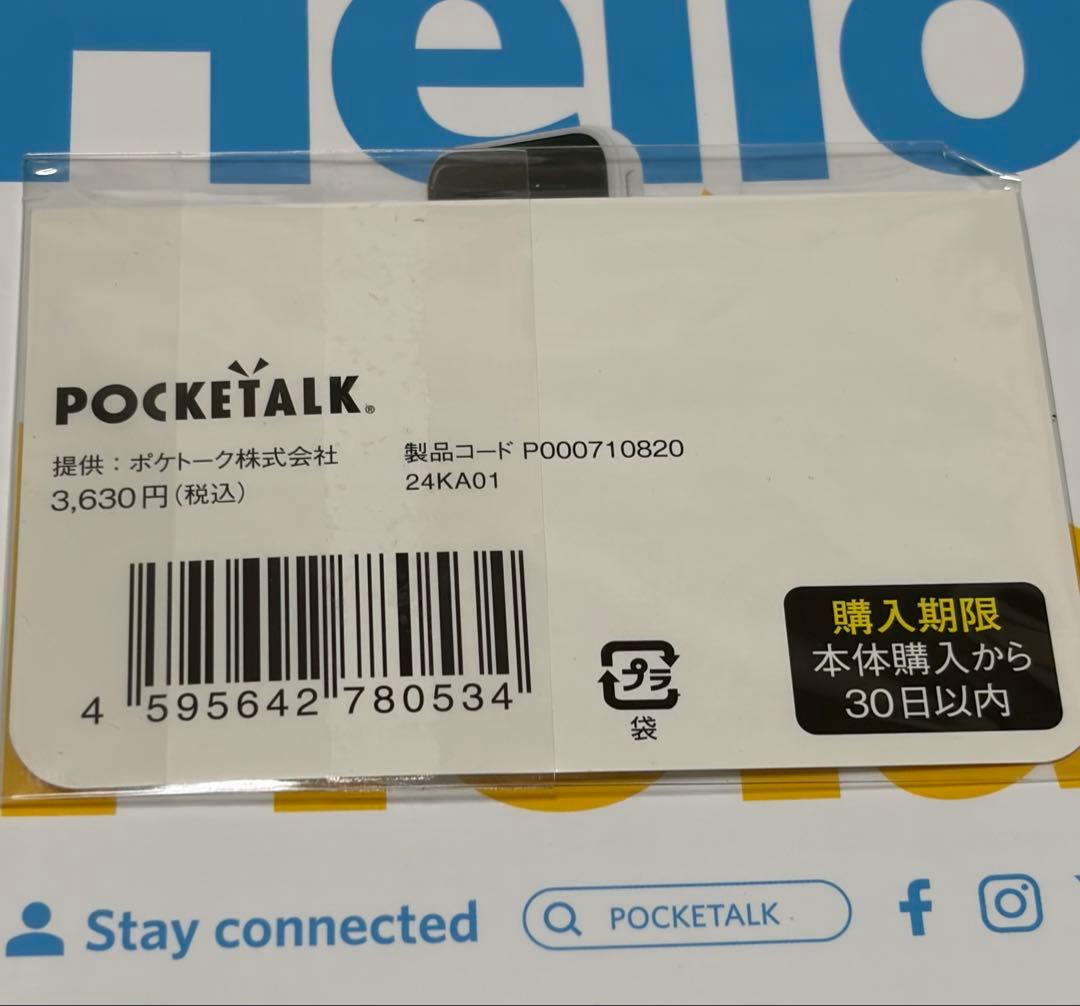 Hello
POCKETALK®
提供：ポケトーク株式会社
3,630円（税込）
製品コード P000710820
24KA01
4 595642 780534
プラ
袋
購入期限
本体購入から
30日以内
Stay connected
POCKETALK